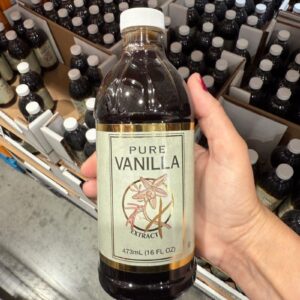 PURE
VANILLA
EXTRACT
473mL (16 FL OZ)